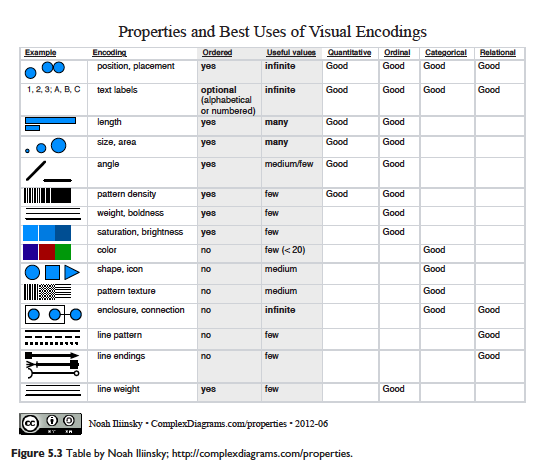 Properties and Best Uses of Visual Encodings
Example Encoding Ordered Useful values Quantitative Ordinal Categorical Relational
position, placement yes infinite Good Good Good Good
1, 2, 3; A, B, C text labels optional infinite Good Good Good Good
(alphabetical
or numbered)
length yes many Good Good
size, area yes many Good Good
angle yes medium/few Good Good
pattern density yes few Good Good
weight, boldness yes few Good
saturation, brightness yes few Good
color no few (< 20) Good
shape, icon no medium Good
pattern texture no medium Good
enclosure, connection no infinite Good Good
line pattern no few Good
line endings no few Good
line weight yes few Good
cc BY SA Noah Iliinsky • ComplexDiagrams.com/properties • 2012-06
Figure 5.3 Table by Noah Iliinsky; http://complexdiagrams.com/properties.